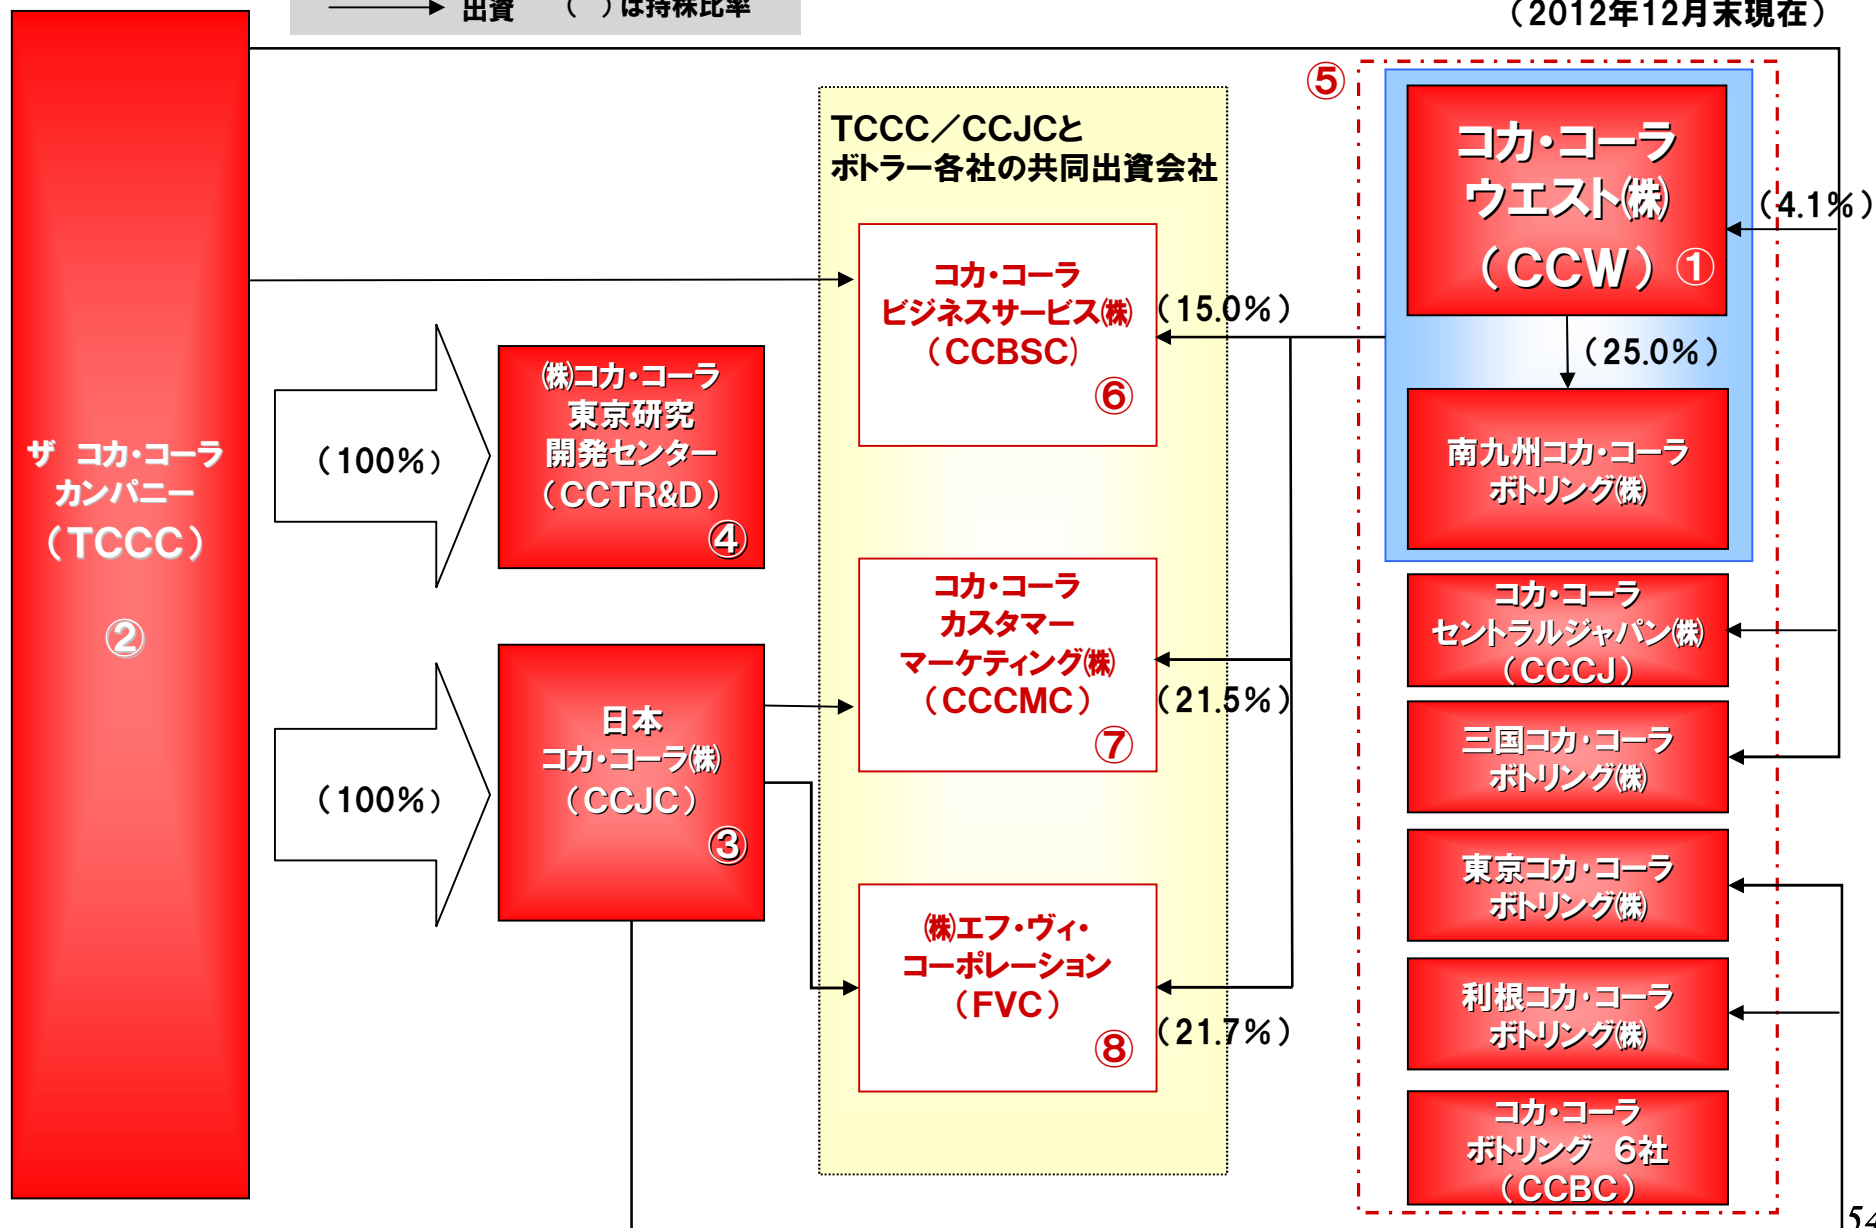 出資　（　）は持株比率
（2012年12月末現在）
ザ　コカ・コーラ
カンパニー
（TCCC）
②
（100%）
㈱コカ・コーラ
東京研究
開発センター
（CCTR&D）
④
（100%）
日本
コカ・コーラ㈱
（CCJC）
③
TCCC／CCJCと
ボトラー各社の共同出資会社
コカ・コーラ
ビジネスサービス㈱
（CCBSC）
⑥
（15.0%）
コカ・コーラ
カスタマー
マーケティング㈱
（CCCMC）
⑦
（21.5%）
㈱エフ・ヴィ・
コーポレーション
（FVC）
⑧
（21.7%）
⑤
コカ・コーラ
ウエスト㈱
（CCW）①
（4.1%）
（25.0%）
南九州コカ・コーラ
ボトリング㈱
コカ・コーラ
セントラルジャパン㈱
（CCCJ）
三国コカ・コーラ
ボトリング㈱
東京コカ・コーラ
ボトリング㈱
利根コカ・コーラ
ボトリング㈱
コカ・コーラ
ボトリング　6社
（CCBC）
54